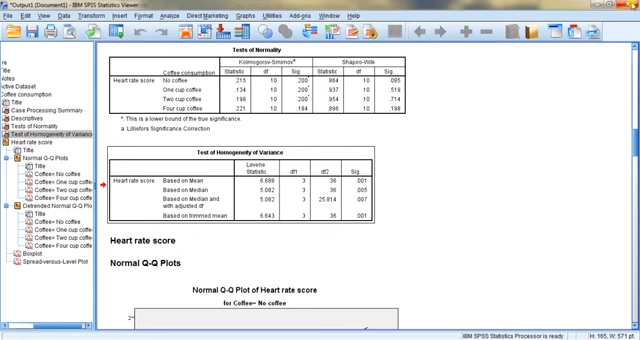 *Output1 [Document1] - IBM SPSS Statistics Viewer
File Edit View Data Transform Insert Format Analyze Direct Marketing Graphs Utilities Add-ons Window Help
Title
Notes
Active Dataset
Title
Case Processing Summary
Descriptives
Tests of Normality
Test of Homogeneity of Variance
Heart rate score
Title
Normal Q-Q Plots
Title
Coffee= No coffee
Coffee= One cup coffe
Coffee= Two cup coffe
Coffee= Four cup coffe
Detrended Normal Q-Q Plo
Title
Coffee= No coffee
Coffee= One cup coffe
Coffee= Two cup coffe
Coffee= Four cup coffe
Boxplot
Spread-versus-Level Plot
Tests of Normality
Kolmogorov-Smirnov a Shapiro-Wilk
Coffee consumption Statistic df Sig. Statistic df Sig.
Heart rate score No coffee .215 10 .200* .864 10 .085
One cup coffee .134 10 .200* .937 10 .519
Two cup coffee .198 10 .200* .954 10 .714
Four cup coffee .221 10 .184 .896 10 .198
*. This is a lower bound of the true significance.
a. Lilliefors Significance Correction
Test of Homogeneity of Variance
Levene Statistic df1 df2 Sig.
Heart rate score Based on Mean 6.688 3 36 .001
Based on Median 5.082 3 36 .005
Based on Median and with adjusted df 5.082 3 25.814 .007
Based on trimmed mean 6.643 3 36 .001
Heart rate score
Normal Q-Q Plots
Normal Q-Q Plot of Heart rate score
for Coffee= No coffee
2
IBM SPSS Statistics Processor is ready H: 165, W: 571 pt.